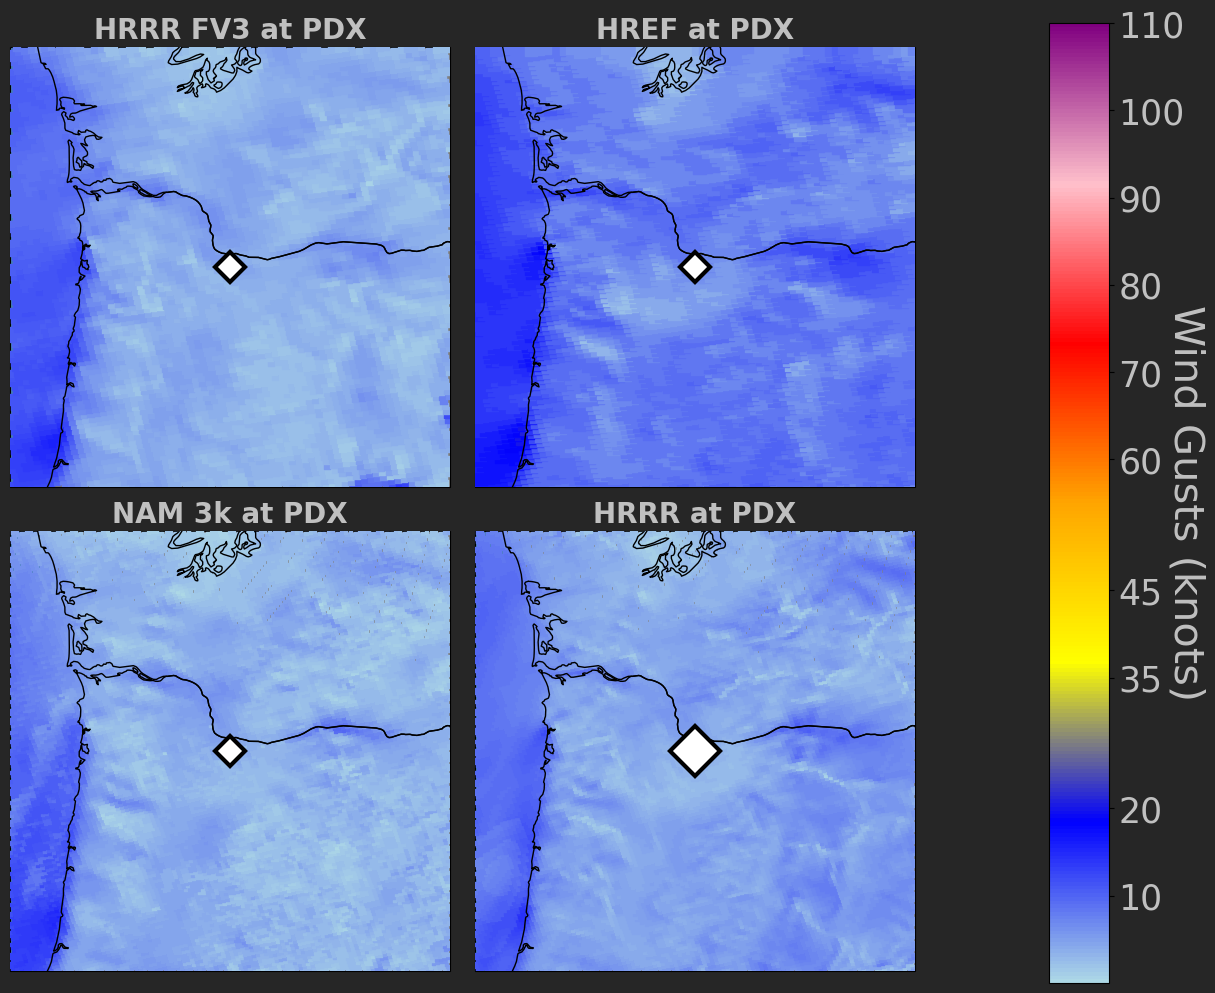 HRRR FV3 at PDX
HREF at PDX
NAM 3k at PDX
HRRR at PDX
110
100
90
80
70
60
45
35
20
10
Wind Gusts (knots)